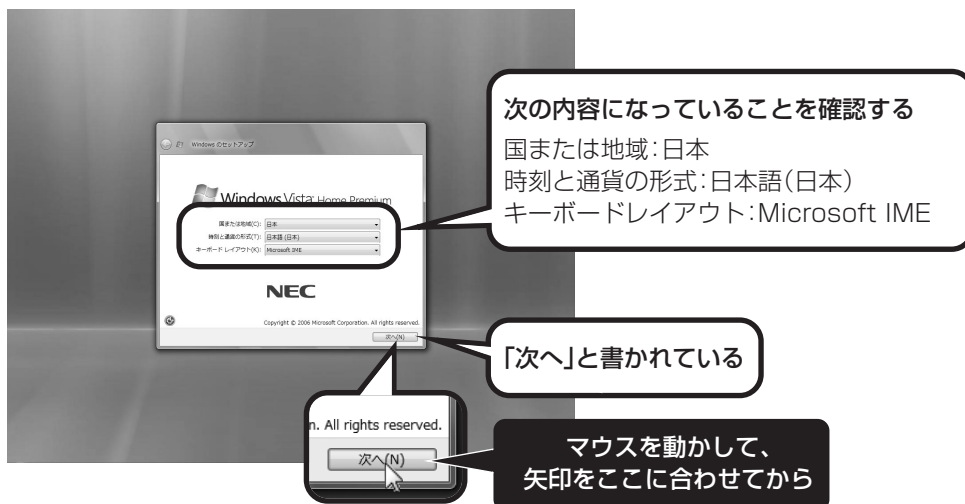 Windows のセットアップ
Windows Vista™ Home Premium
国または地域(C): 日本
時刻と通貨の形式(T): 日本語 (日本)
キーボード レイアウト(K): Microsoft IME
NEC
Copyright © 2006 Microsoft Corporation. All rights reserved.
次へ(N)
次の内容になっていることを確認する
国または地域:日本
時刻と通貨の形式:日本語(日本)
キーボードレイアウト:Microsoft IME
「次へ」と書かれている
n. All rights reserved.
次へ(N)
マウスを動かして、
矢印をここに合わせてから